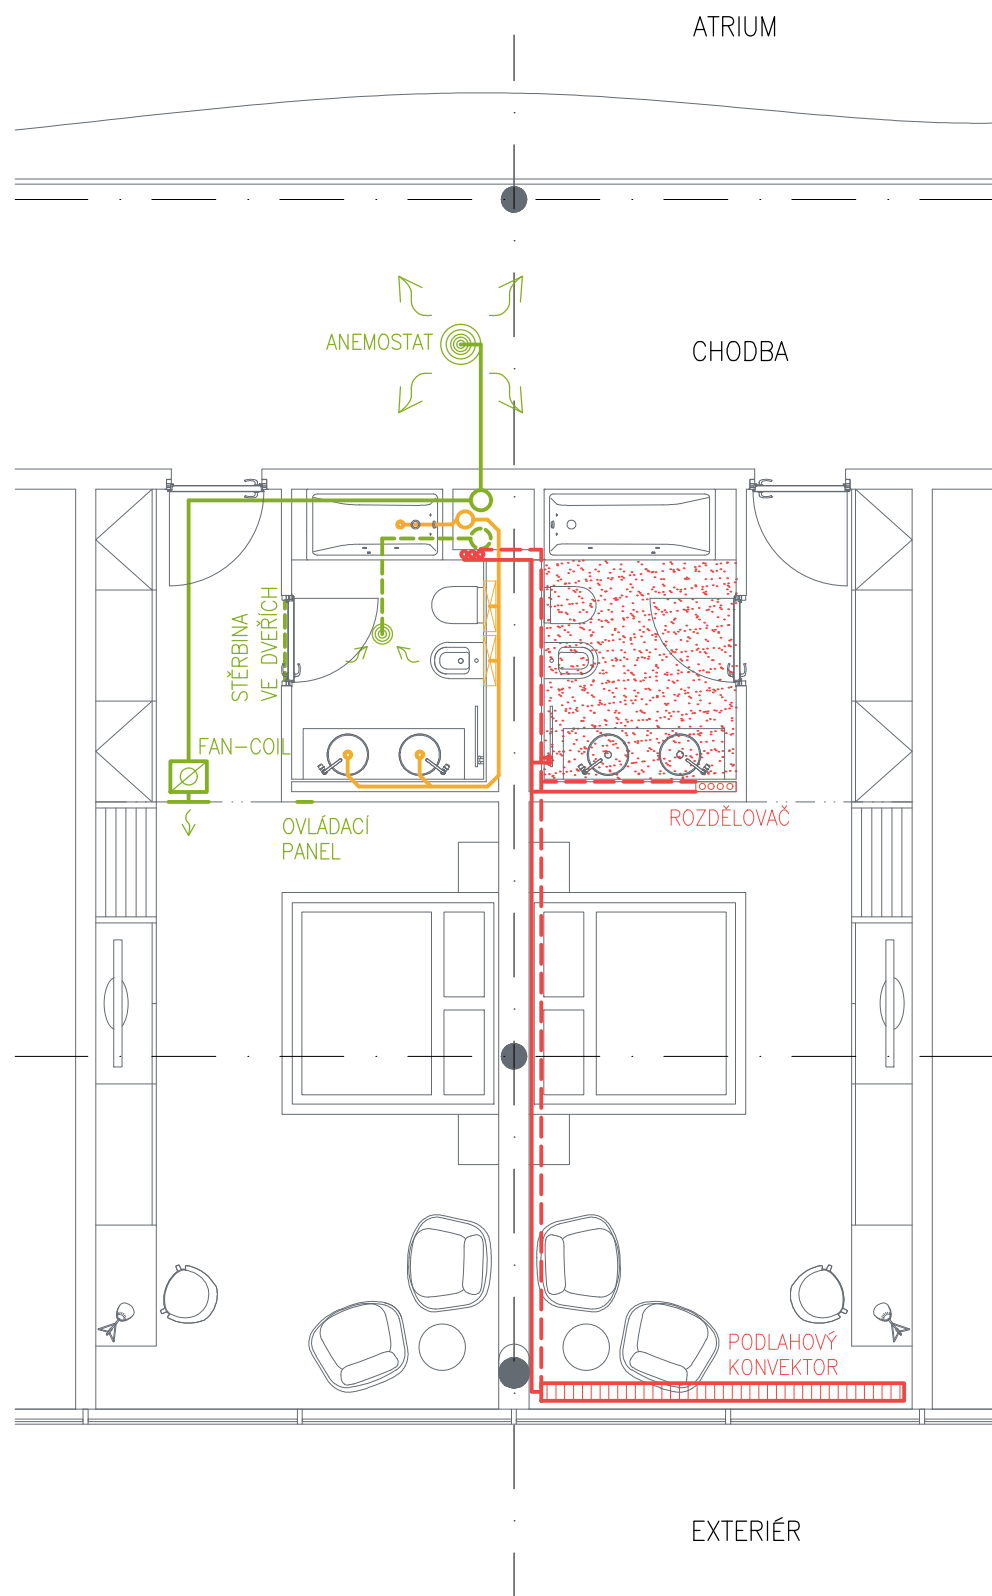 ATRIUM
ANEMOSTAT
CHODBA
STĚRBINA
VE DVEŘÍCH
FAN-COIL
OVLÁDACÍ
PANEL
ROZDĚLOVAČ
PODLAHOVÝ
KONVEKTOR
EXTERIÉR